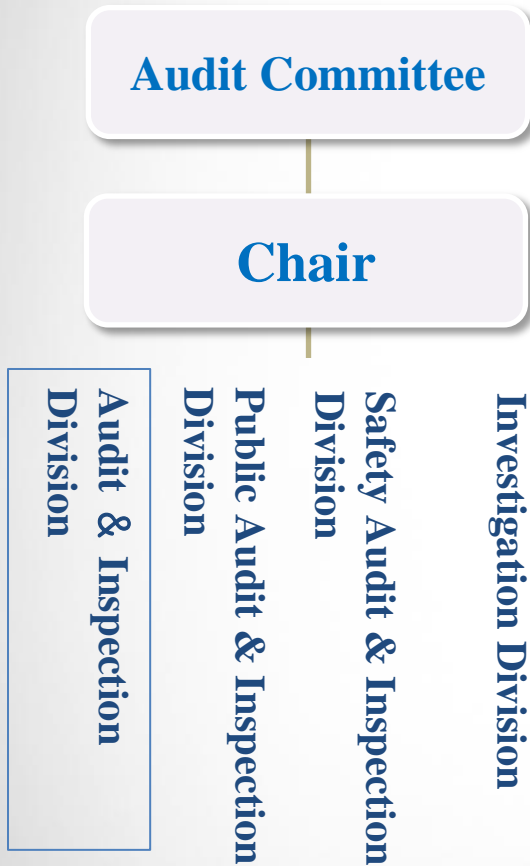 Audit Committee
Chair
Audit & Inspection
Division
Public Audit & Inspection
Division
Safety Audit & Inspection
Division
Investigation Division